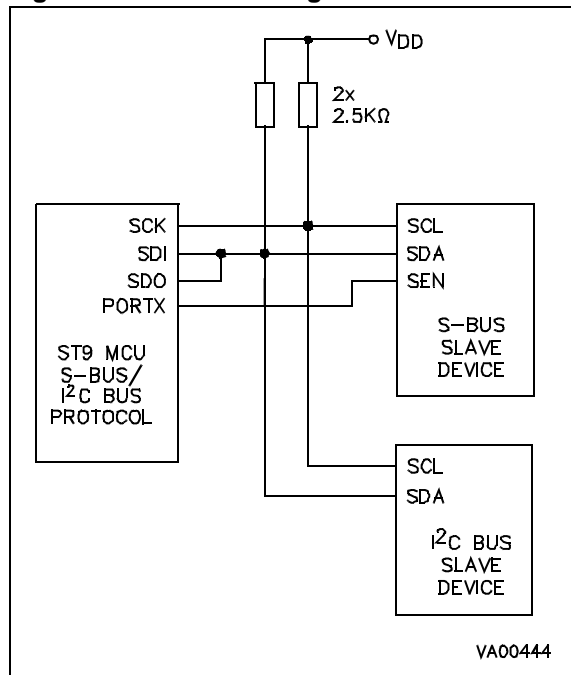 VDD
2x
2.5KΩ
SCK
SDI
SDO
PORTX
ST9 MCU
S-BUS/
I²C BUS
PROTOCOL
SCL
SDA
SEN
S-BUS
SLAVE
DEVICE
SCL
SDA
I²C BUS
SLAVE
DEVICE
VA00444